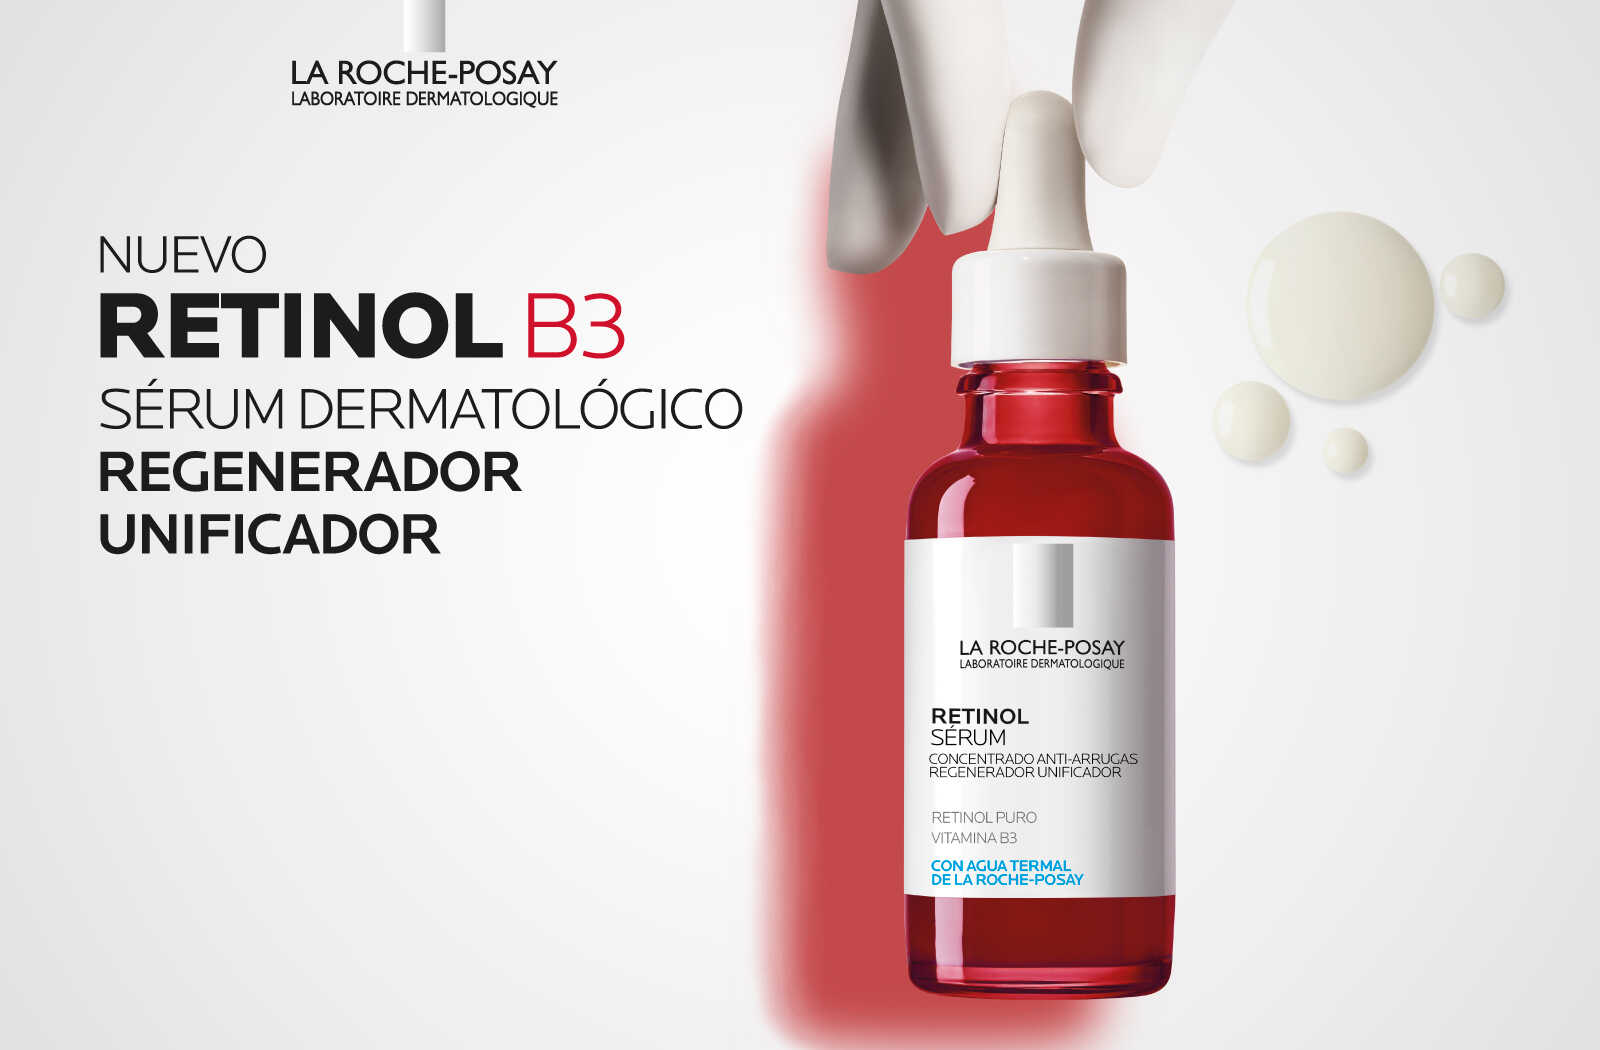 LA ROCHE-POSAY
LABORATOIRE DERMATOLOGIQUE
NUEVO
RETINOL B3
SÉRUM DERMATOLÓGICO
REGENERADOR
UNIFICADOR
LA ROCHE-POSAY
LABORATOIRE DERMATOLOGIQUE
RETINOL
SÉRUM
CONCENTRADO ANTI-ARRUGAS
REGENERADOR UNIFICADOR
RETINOL PURO
VITAMINA B3
CON AGUA TERMAL
DE LA ROCHE-POSAY